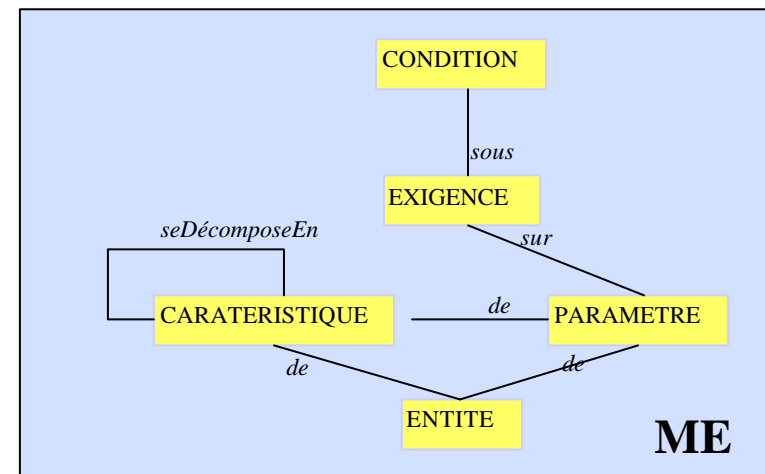 CONDITION
sous
EXIGENCE
seDécomposeEn
sur
CARATERISTIQUE
de
PARAMETRE
de
de
ENTITE
ME